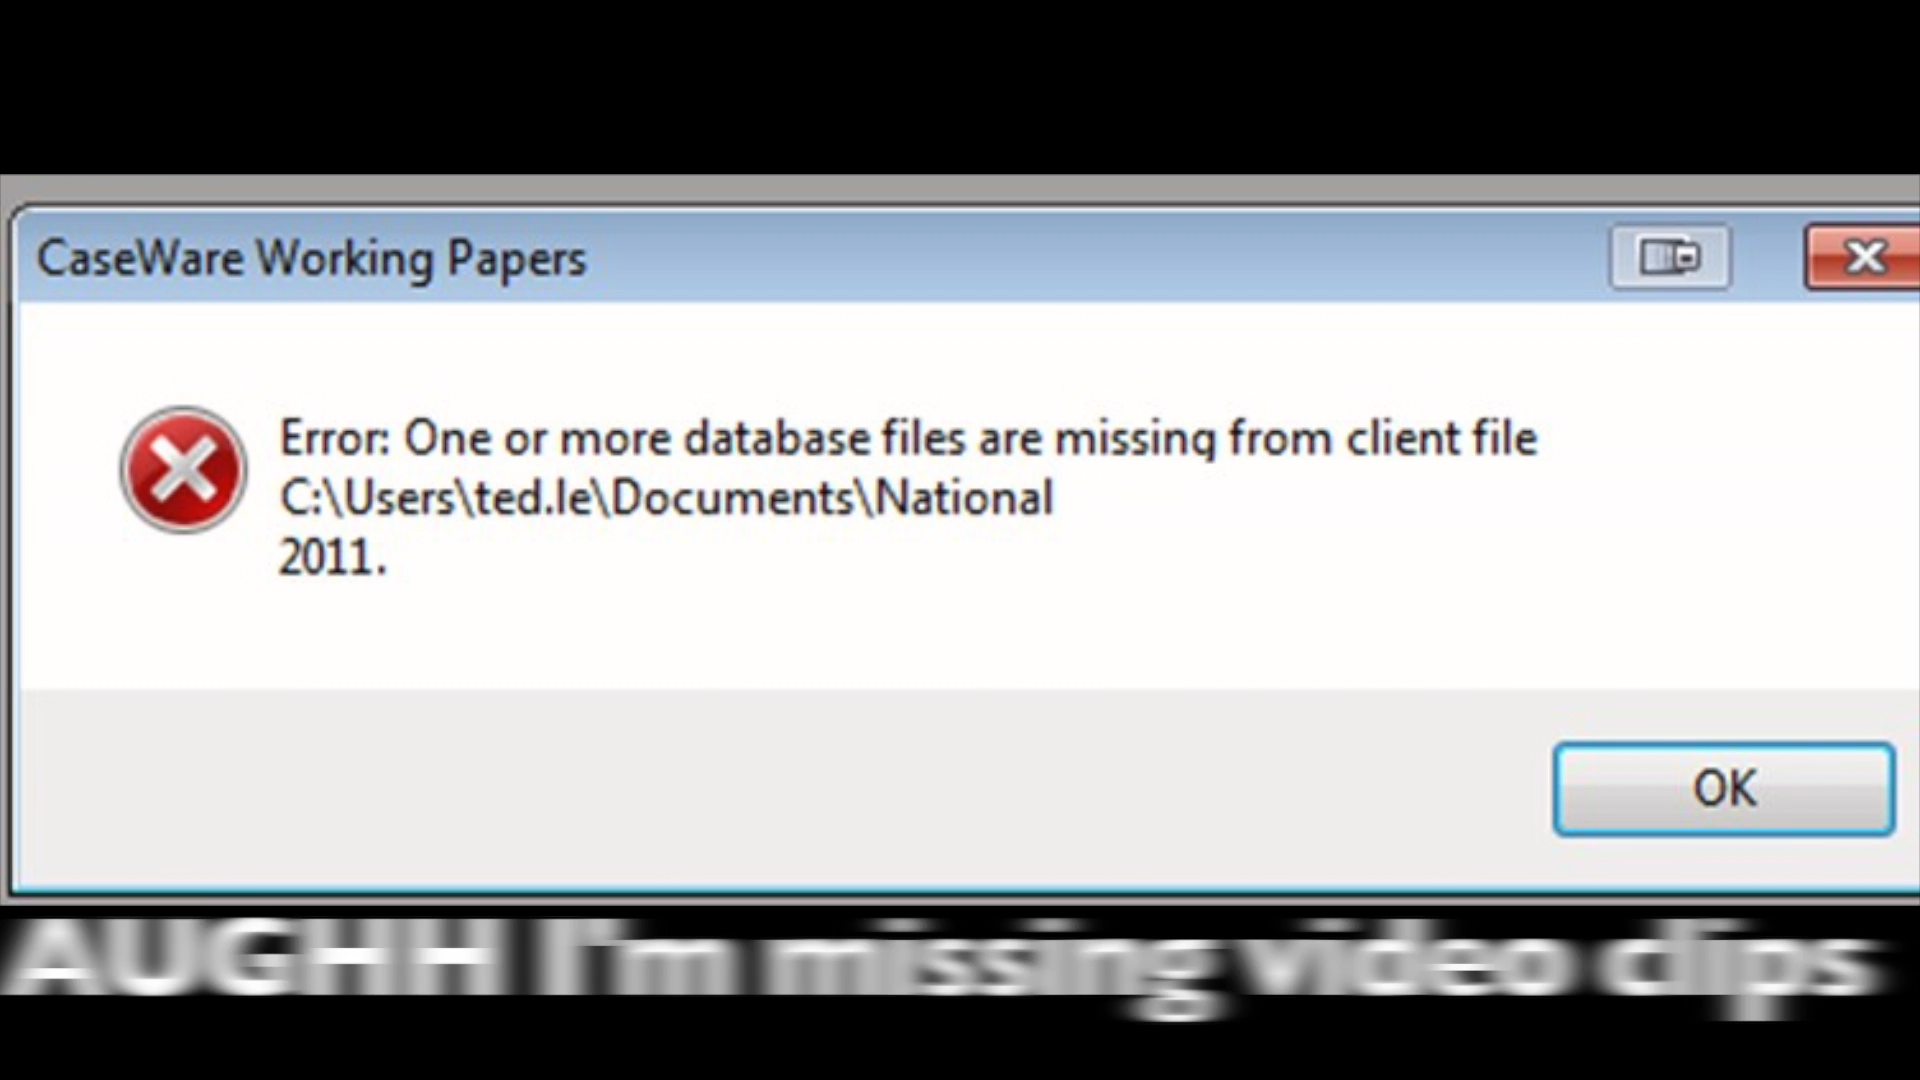 CaseWare Working Papers
Error: One or more database files are missing from client file
C:\Users\ted.le\Documents\National
2011.
OK
AUGHH I'm missing video clips